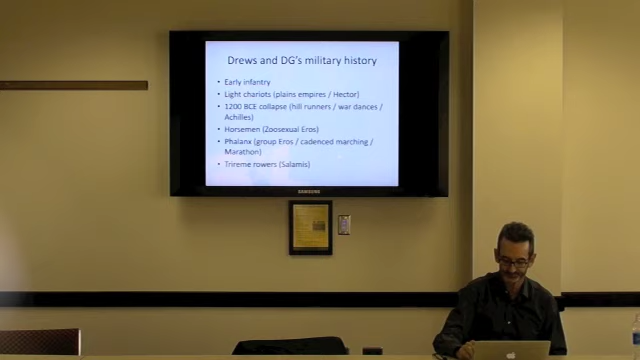 Drews and DG's military history
• Early infantry
• Light chariots (plains empires / Hector)
• 1200 BCE collapse (hill runners / war dances /
Achilles)
• Horsemen (Zoosexual Eros)
• Phalanx (group Eros / cadenced marching /
Marathon)
• Trireme rowers (Salamis)
SAMSUNG